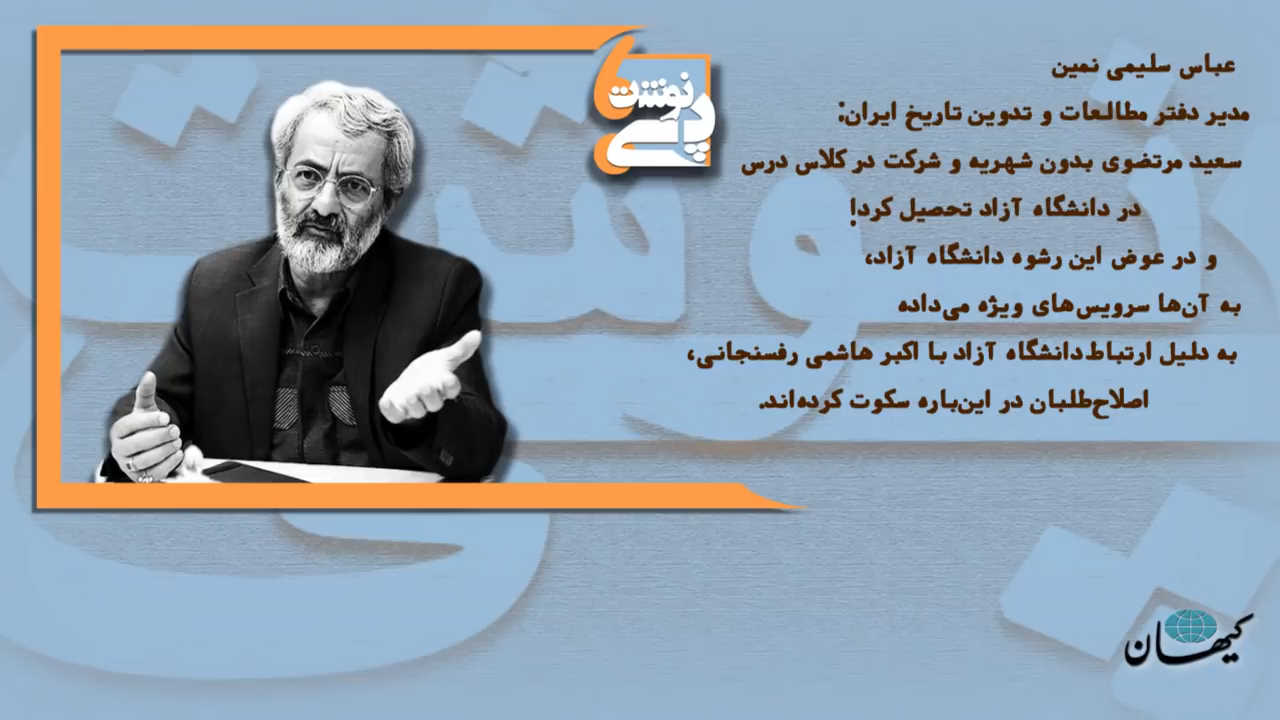 پی
نوشت
عباس سلیمی نمین
مدیر دفتر مطالعات و تدوین تاریخ ایران:
سعید مرتضوی بدون شهریه و شرکت در کلاس درس
در دانشگاه آزاد تحصیل کرد!
و در عوض این رشوه دانشگاه آزاد،
به آن‌ها سرویس‌های ویژه می‌داده
به دلیل ارتباط دانشگاه آزاد با اکبر هاشمی رفسنجانی،
اصلاح‌طلبان در این‌باره سکوت کرده‌اند.
کیهان